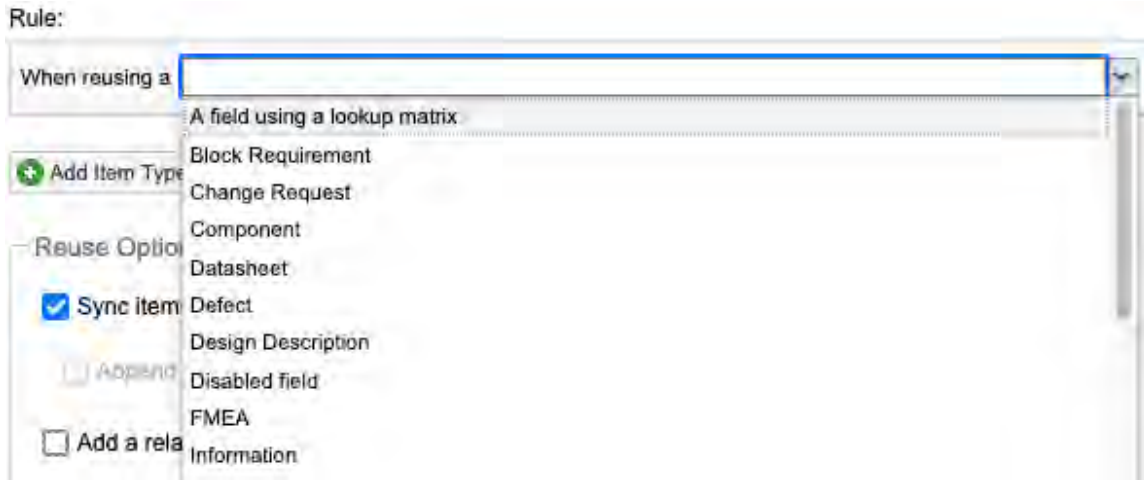 Rule:
When reusing a
A field using a lookup matrix
Block Requirement
Add Item Type
Change Request
Component
Reuse Optio
Datasheet
Sync item
Defect
Design Description
Append
Disabled field
FMEA
Add a rela
Information